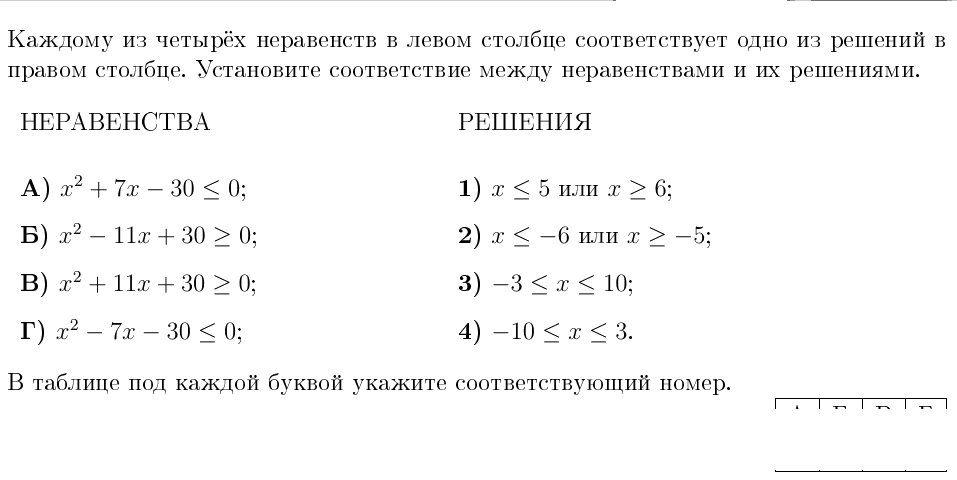 Каждому из четырёх неравенств в левом столбце соответствует одно из решений в
правом столбце. Установите соответствие между неравенствами и их решениями.
НЕРАВЕНСТВА РЕШЕНИЯ
А) x² + 7x − 30 ≤ 0; 1) x ≤ 5 или x ≥ 6;
Б) x² − 11x + 30 ≥ 0; 2) x ≤ −6 или x ≥ −5;
В) x² + 11x + 30 ≥ 0; 3) −3 ≤ x ≤ 10;
Г) x² − 7x − 30 ≤ 0; 4) −10 ≤ x ≤ 3.
В таблице под каждой буквой укажите соответствующий номер.